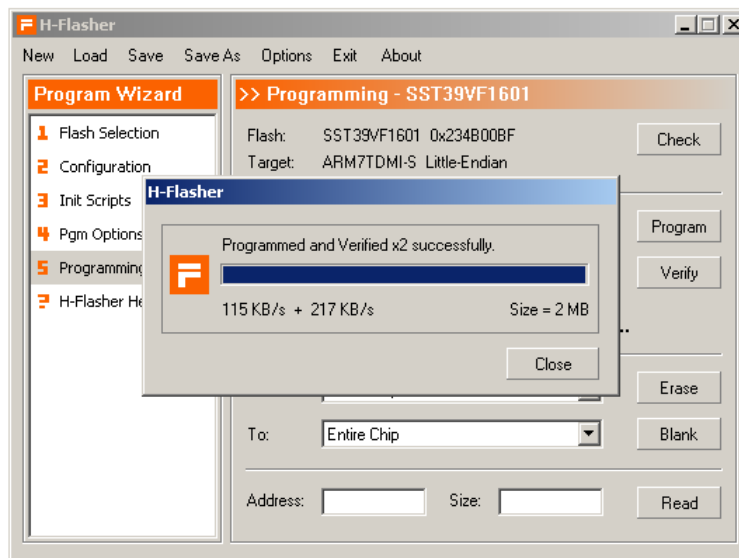 H-Flasher
New Load Save Save As Options Exit About
Program Wizard
1 Flash Selection
2 Configuration
3 Init Scripts
4 Pgm Options
5 Programming
? H-Flasher He
>> Programming - SST39VF1601
Flash: SST39VF1601 0x234B00BF
Target: ARM7TDMI-S Little-Endian
Check
Program
Verify
H-Flasher
Programmed and Verified x2 successfully.
115 KB/s + 217 KB/s Size = 2 MB
Close
Erase
To: Entire Chip
Blank
Address: Size:
Read